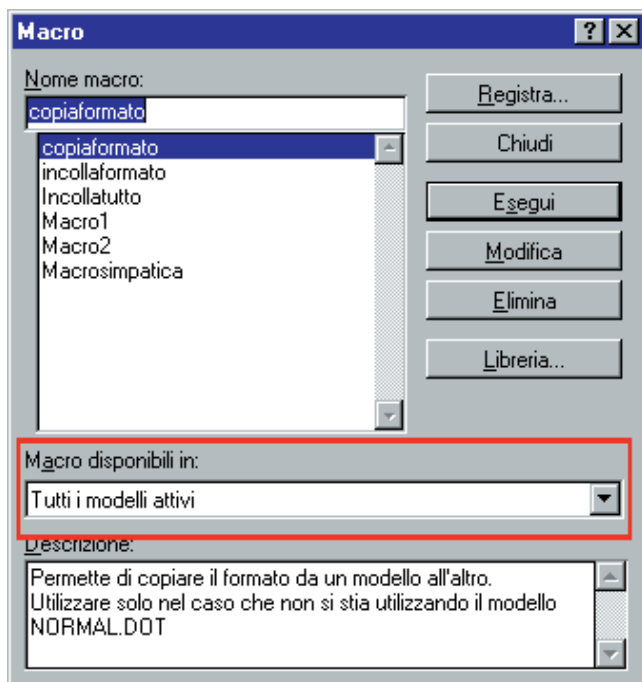 Macro
Nome macro:
copiaformato
copiaformato
incollaformato
Incollatutto
Macro1
Macro2
Macrosimpatica
Registra...
Chiudi
Esegui
Modifica
Elimina
Libreria...
Macro disponibili in:
Tutti i modelli attivi
Descrizione:
Permette di copiare il formato da un modello all'altro.
Utilizzare solo nel caso che non si stia utilizzando il modello
NORMAL.DOT